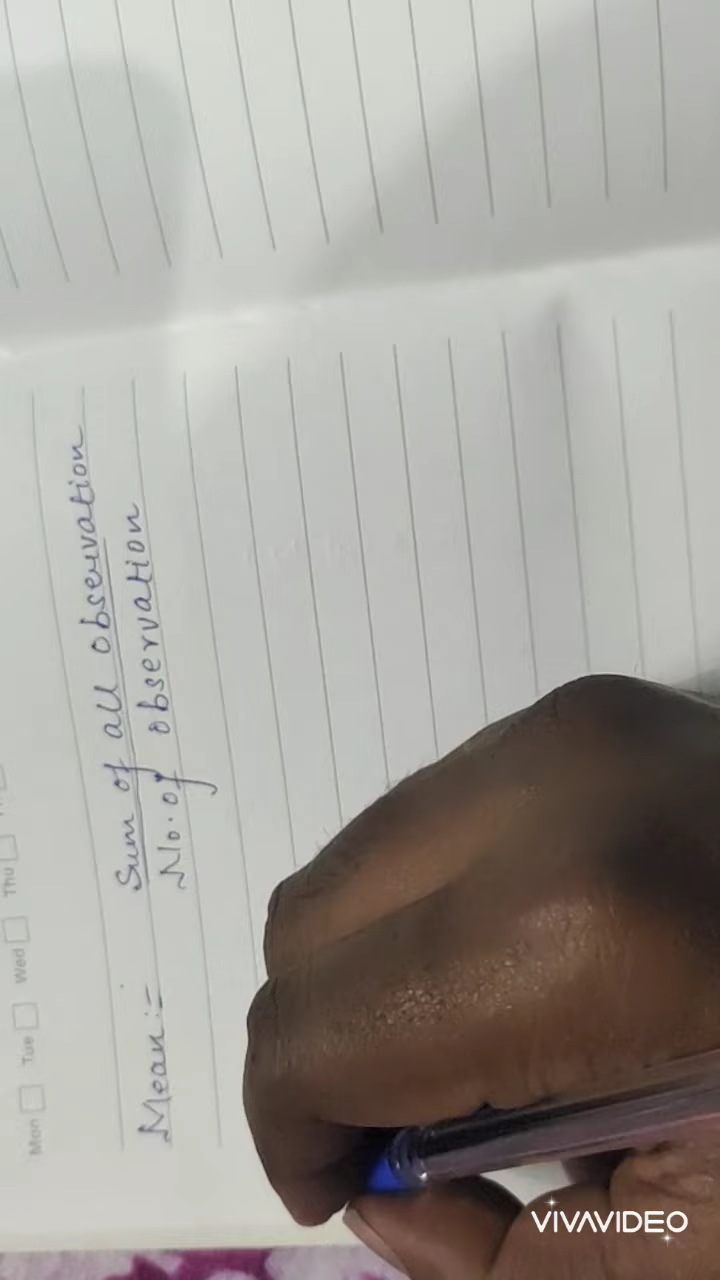 Mon Tue Wed Thu
Mean :- Sum of all observation
No. of observation
VIVAVIDEO